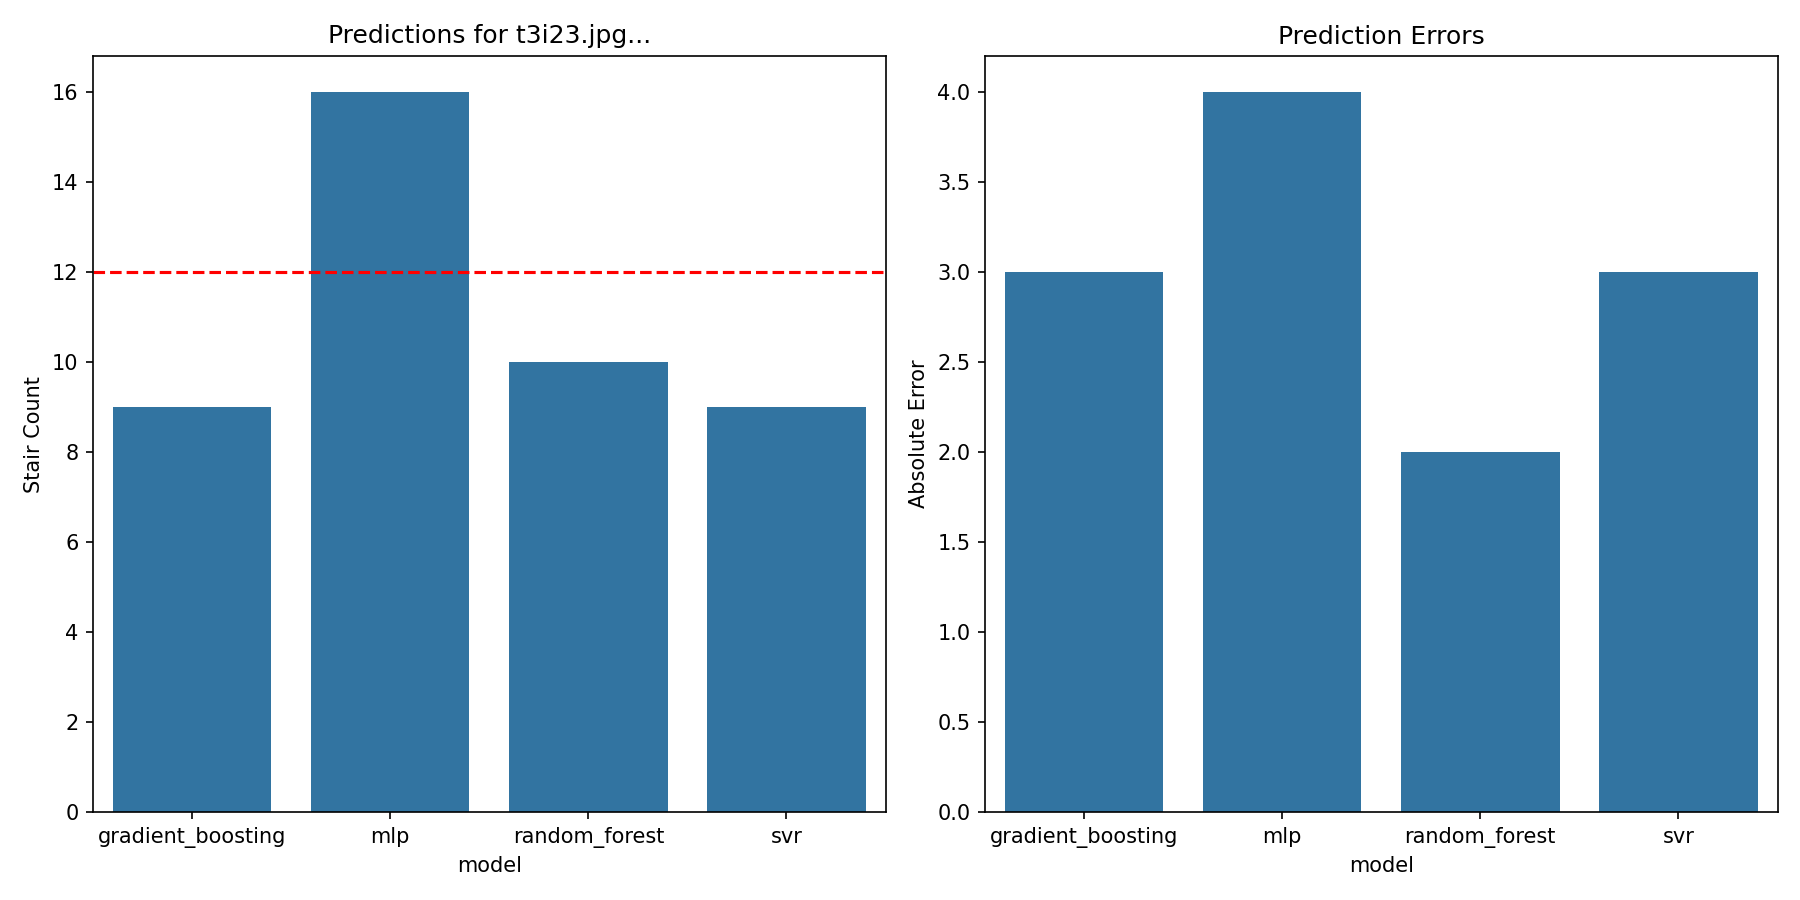 Predictions for t3i23.jpg...
Stair Count
16
14
12
10
8
6
4
2
0
gradient_boosting mlp random_forest svr
model
Prediction Errors
Absolute Error
4.0
3.5
3.0
2.5
2.0
1.5
1.0
0.5
0.0
gradient_boosting mlp random_forest svr
model